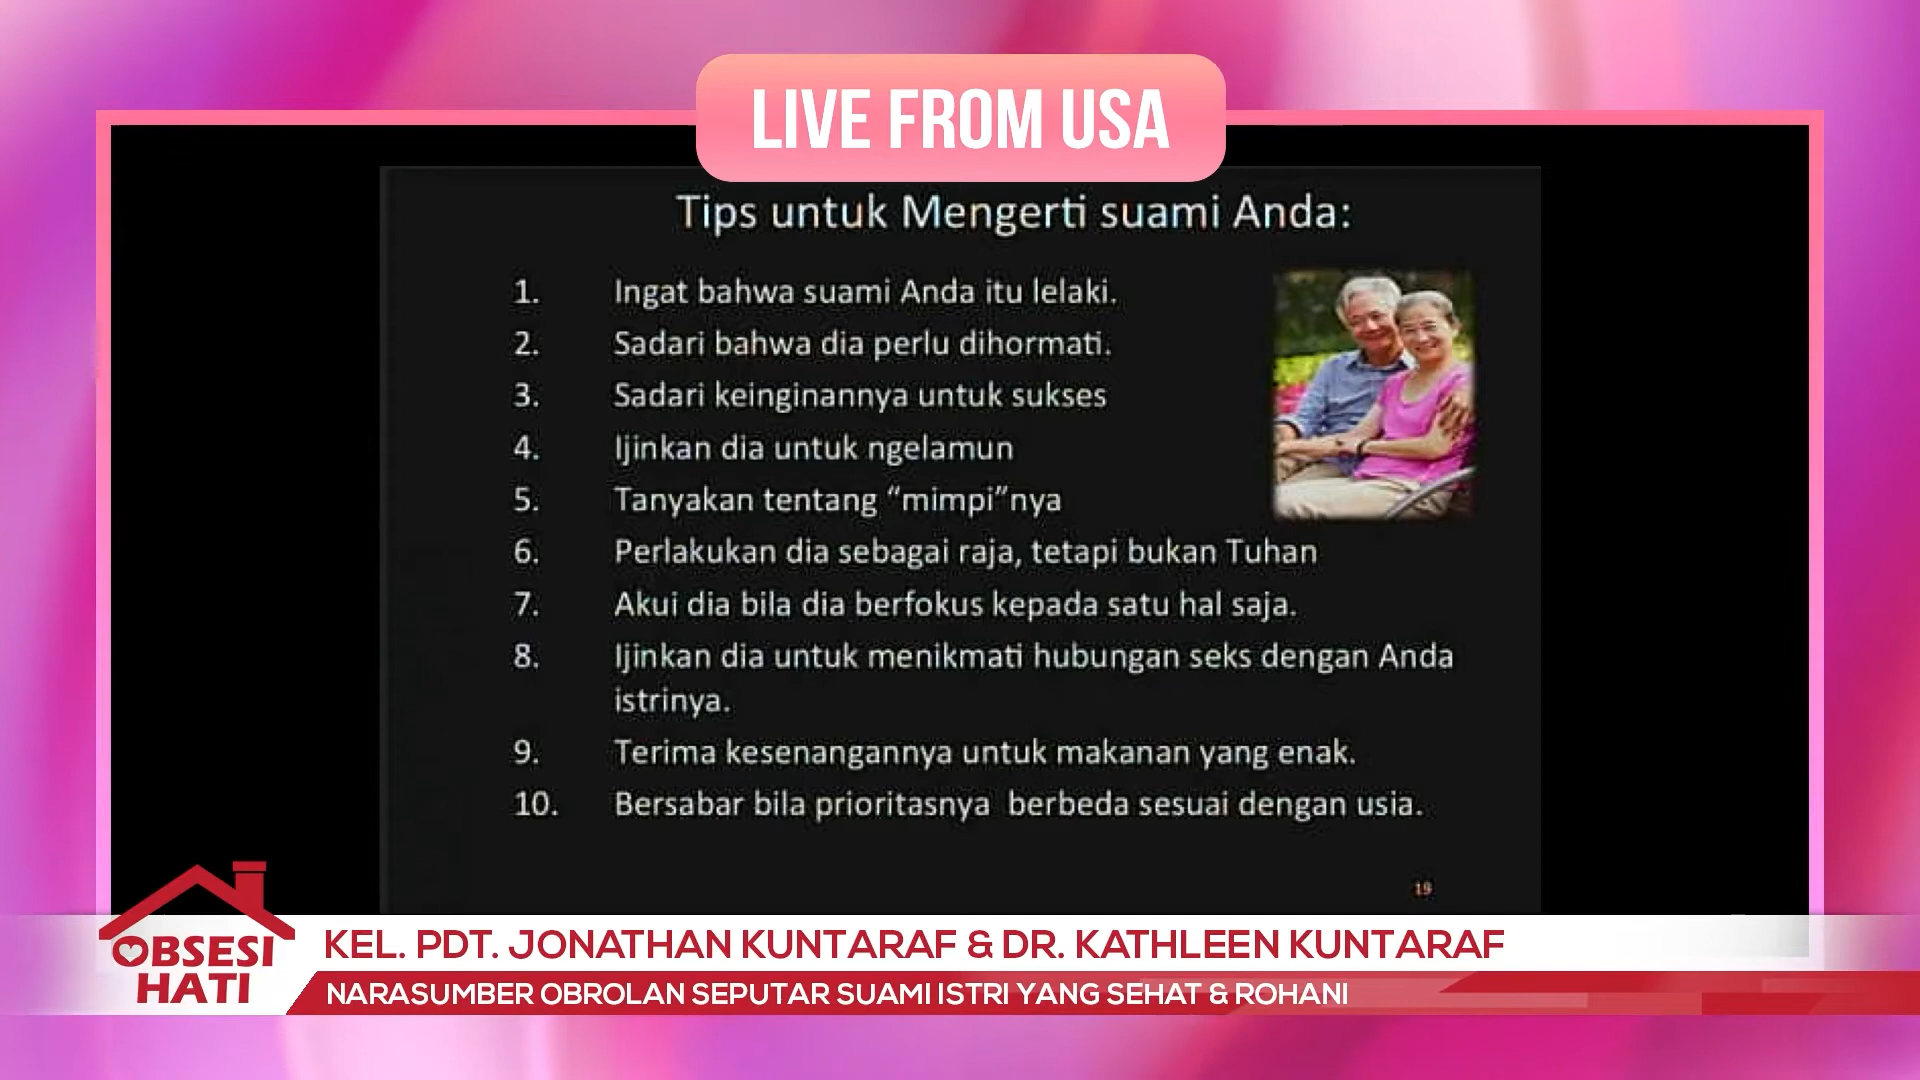 LIVE FROM USA
Tips untuk Mengerti suami Anda:
1. Ingat bahwa suami Anda itu lelaki.
2. Sadari bahwa dia perlu dihormati.
3. Sadari keinginannya untuk sukses
4. Ijinkan dia untuk ngelamun
5. Tanyakan tentang “mimpi”nya
6. Perlakukan dia sebagai raja, tetapi bukan Tuhan
7. Akui dia bila dia berfokus kepada satu hal saja.
8. Ijinkan dia untuk menikmati hubungan seks dengan Anda
istrinya.
9. Terima kesenangannya untuk makanan yang enak.
10. Bersabar bila prioritasnya  berbeda sesuai dengan usia.
19
OBSESI
HATI
KEL. PDT. JONATHAN KUNTARAF & DR. KATHLEEN KUNTARAF
NARASUMBER OBROLAN SEPUTAR SUAMI ISTRI YANG SEHAT & ROHANI